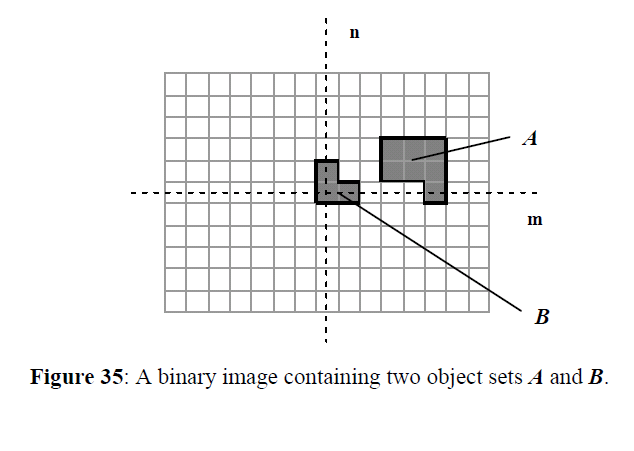 n
A
m
B
Figure 35: A binary image containing two object sets A and B.